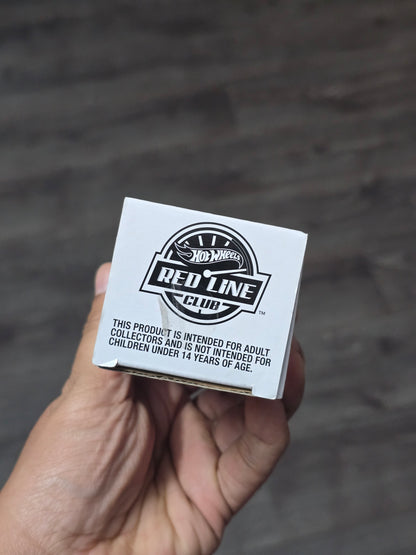 HOT WHEELS
RED LINE
CLUB
™
THIS PRODUCT IS INTENDED FOR ADULT
COLLECTORS AND IS NOT INTENDED FOR
CHILDREN UNDER 14 YEARS OF AGE.